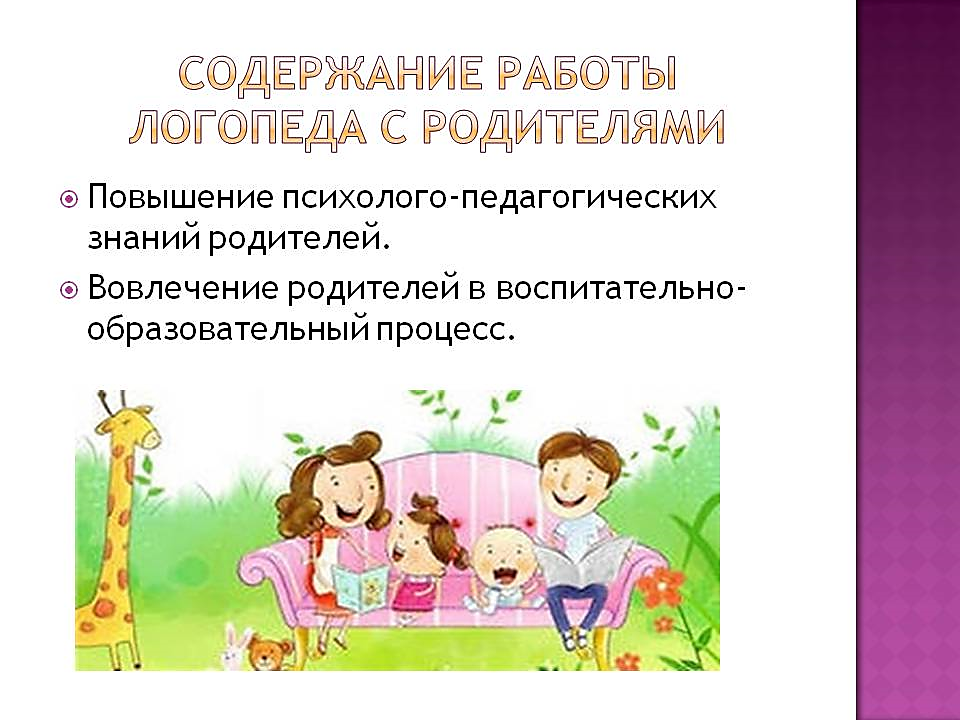 СОДЕРЖАНИЕ РАБОТЫ
ЛОГОПЕДА С РОДИТЕЛЯМИ
Повышение психолого-педагогических
знаний родителей.
Вовлечение родителей в воспитательно-
образовательный процесс.